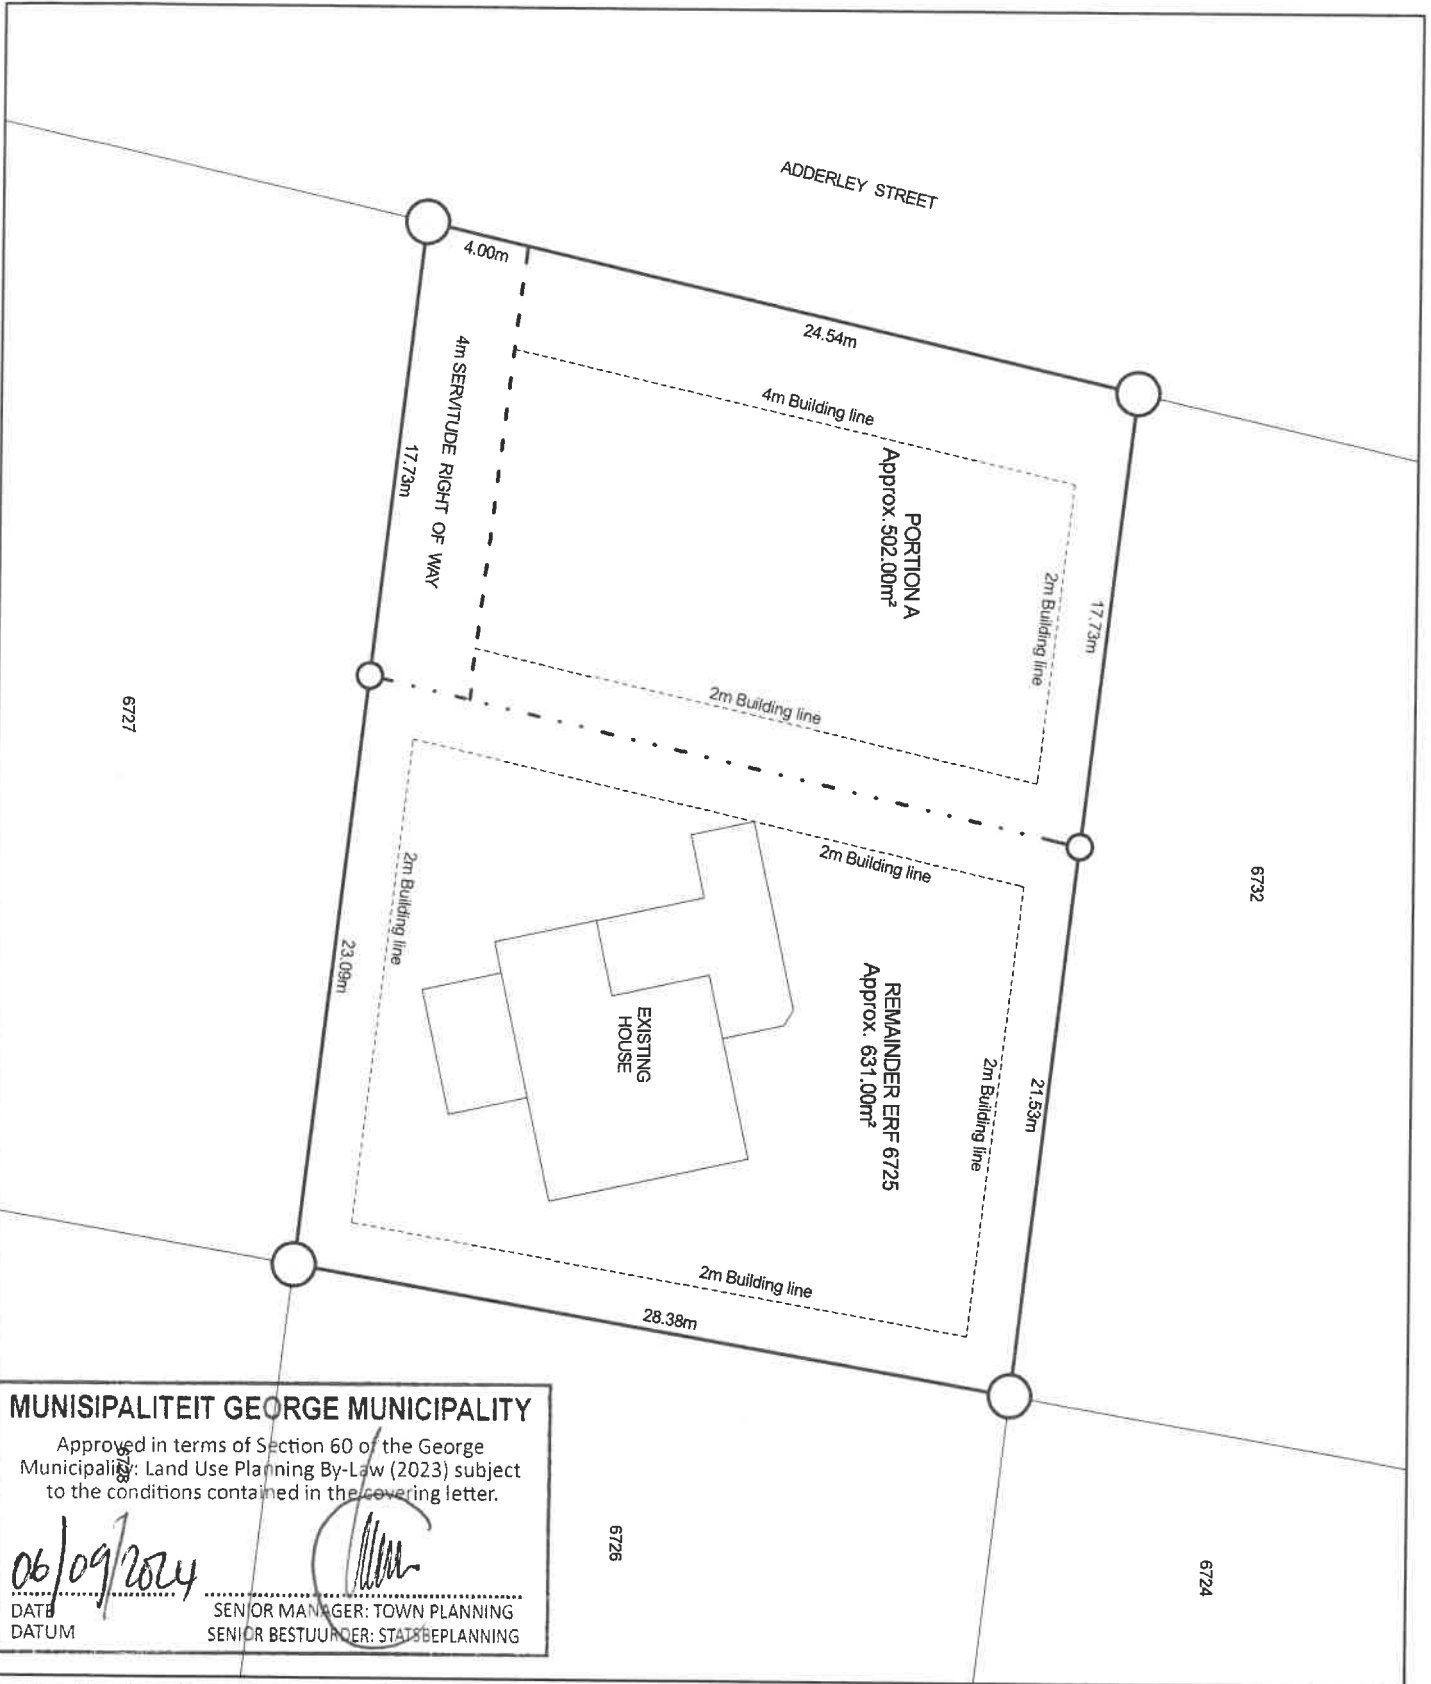 ADDERLEY STREET
4.00m
24.54m
4m Building line
4m SERVITUDE RIGHT OF WAY
17.73m
PORTION A
Approx.502.00m²
2m Building line
17.73m
2m Building line
6727
2m Building line
6732
2m Building line
23.09m
EXISTING
HOUSE
REMAINDER ERF 6725
Approx. 631.00m²
2m Building line
21.53m
2m Building line
28.38m
MUNISIPALITEIT GEORGE MUNICIPALITY
Approved in terms of Section 60 of the George
Municipality: Land Use Planning By-Law (2023) subject
to the conditions contained in the covering letter.
6728
06/09/2024
DATE
DATUM
SENIOR MANAGER: TOWN PLANNING
SENIOR BESTUURDER: STATSBEPLANNING
6726
6724